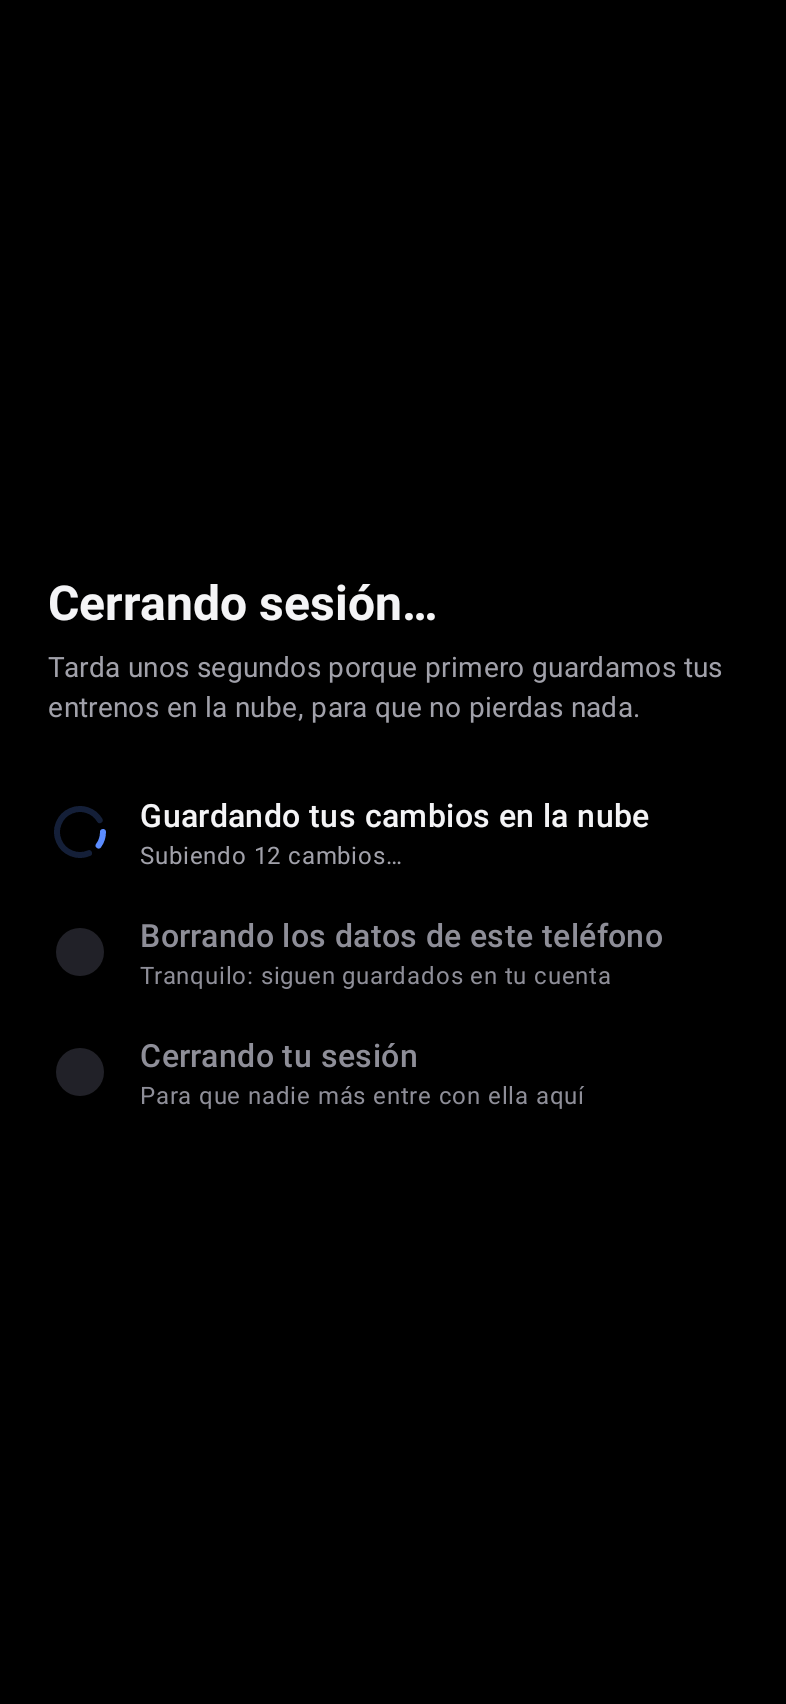 Cerrando sesión…
Tarda unos segundos porque primero guardamos tus
entrenos en la nube, para que no pierdas nada.
Guardando tus cambios en la nube
Subiendo 12 cambios…
Borrando los datos de este teléfono
Tranquilo: siguen guardados en tu cuenta
Cerrando tu sesión
Para que nadie más entre con ella aquí